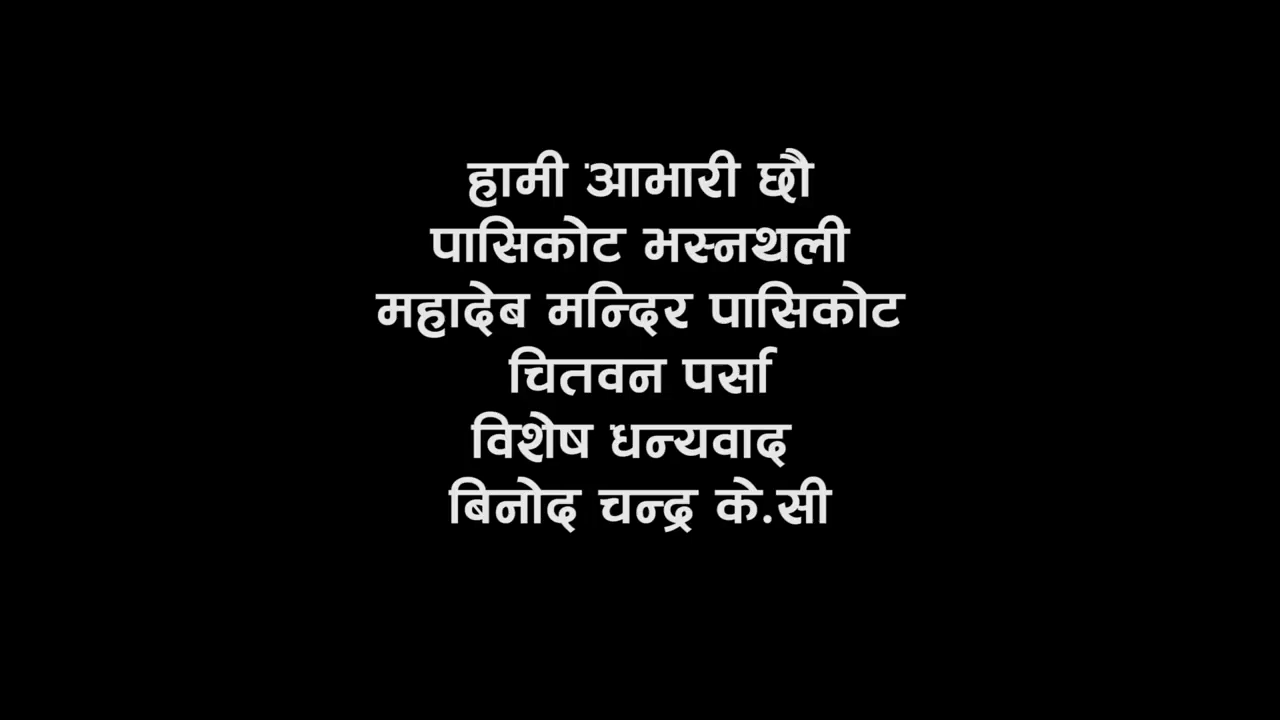 हामी आभारी छौ
पासिकोट भस्नथली
महादेब मन्दिर पासिकोट
चितवन पर्सा
विशेष धन्यवाद
बिनोद चन्द्र के.सी